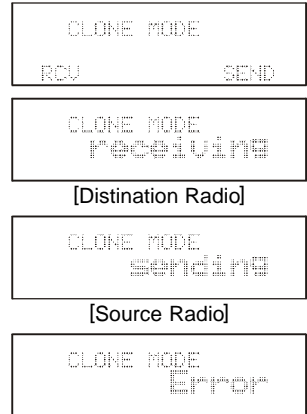 CLONE MODE
RCV SEND
CLONE MODE
receiving
[Distination Radio]
CLONE MODE
sending
[Source Radio]
CLONE MODE
Error